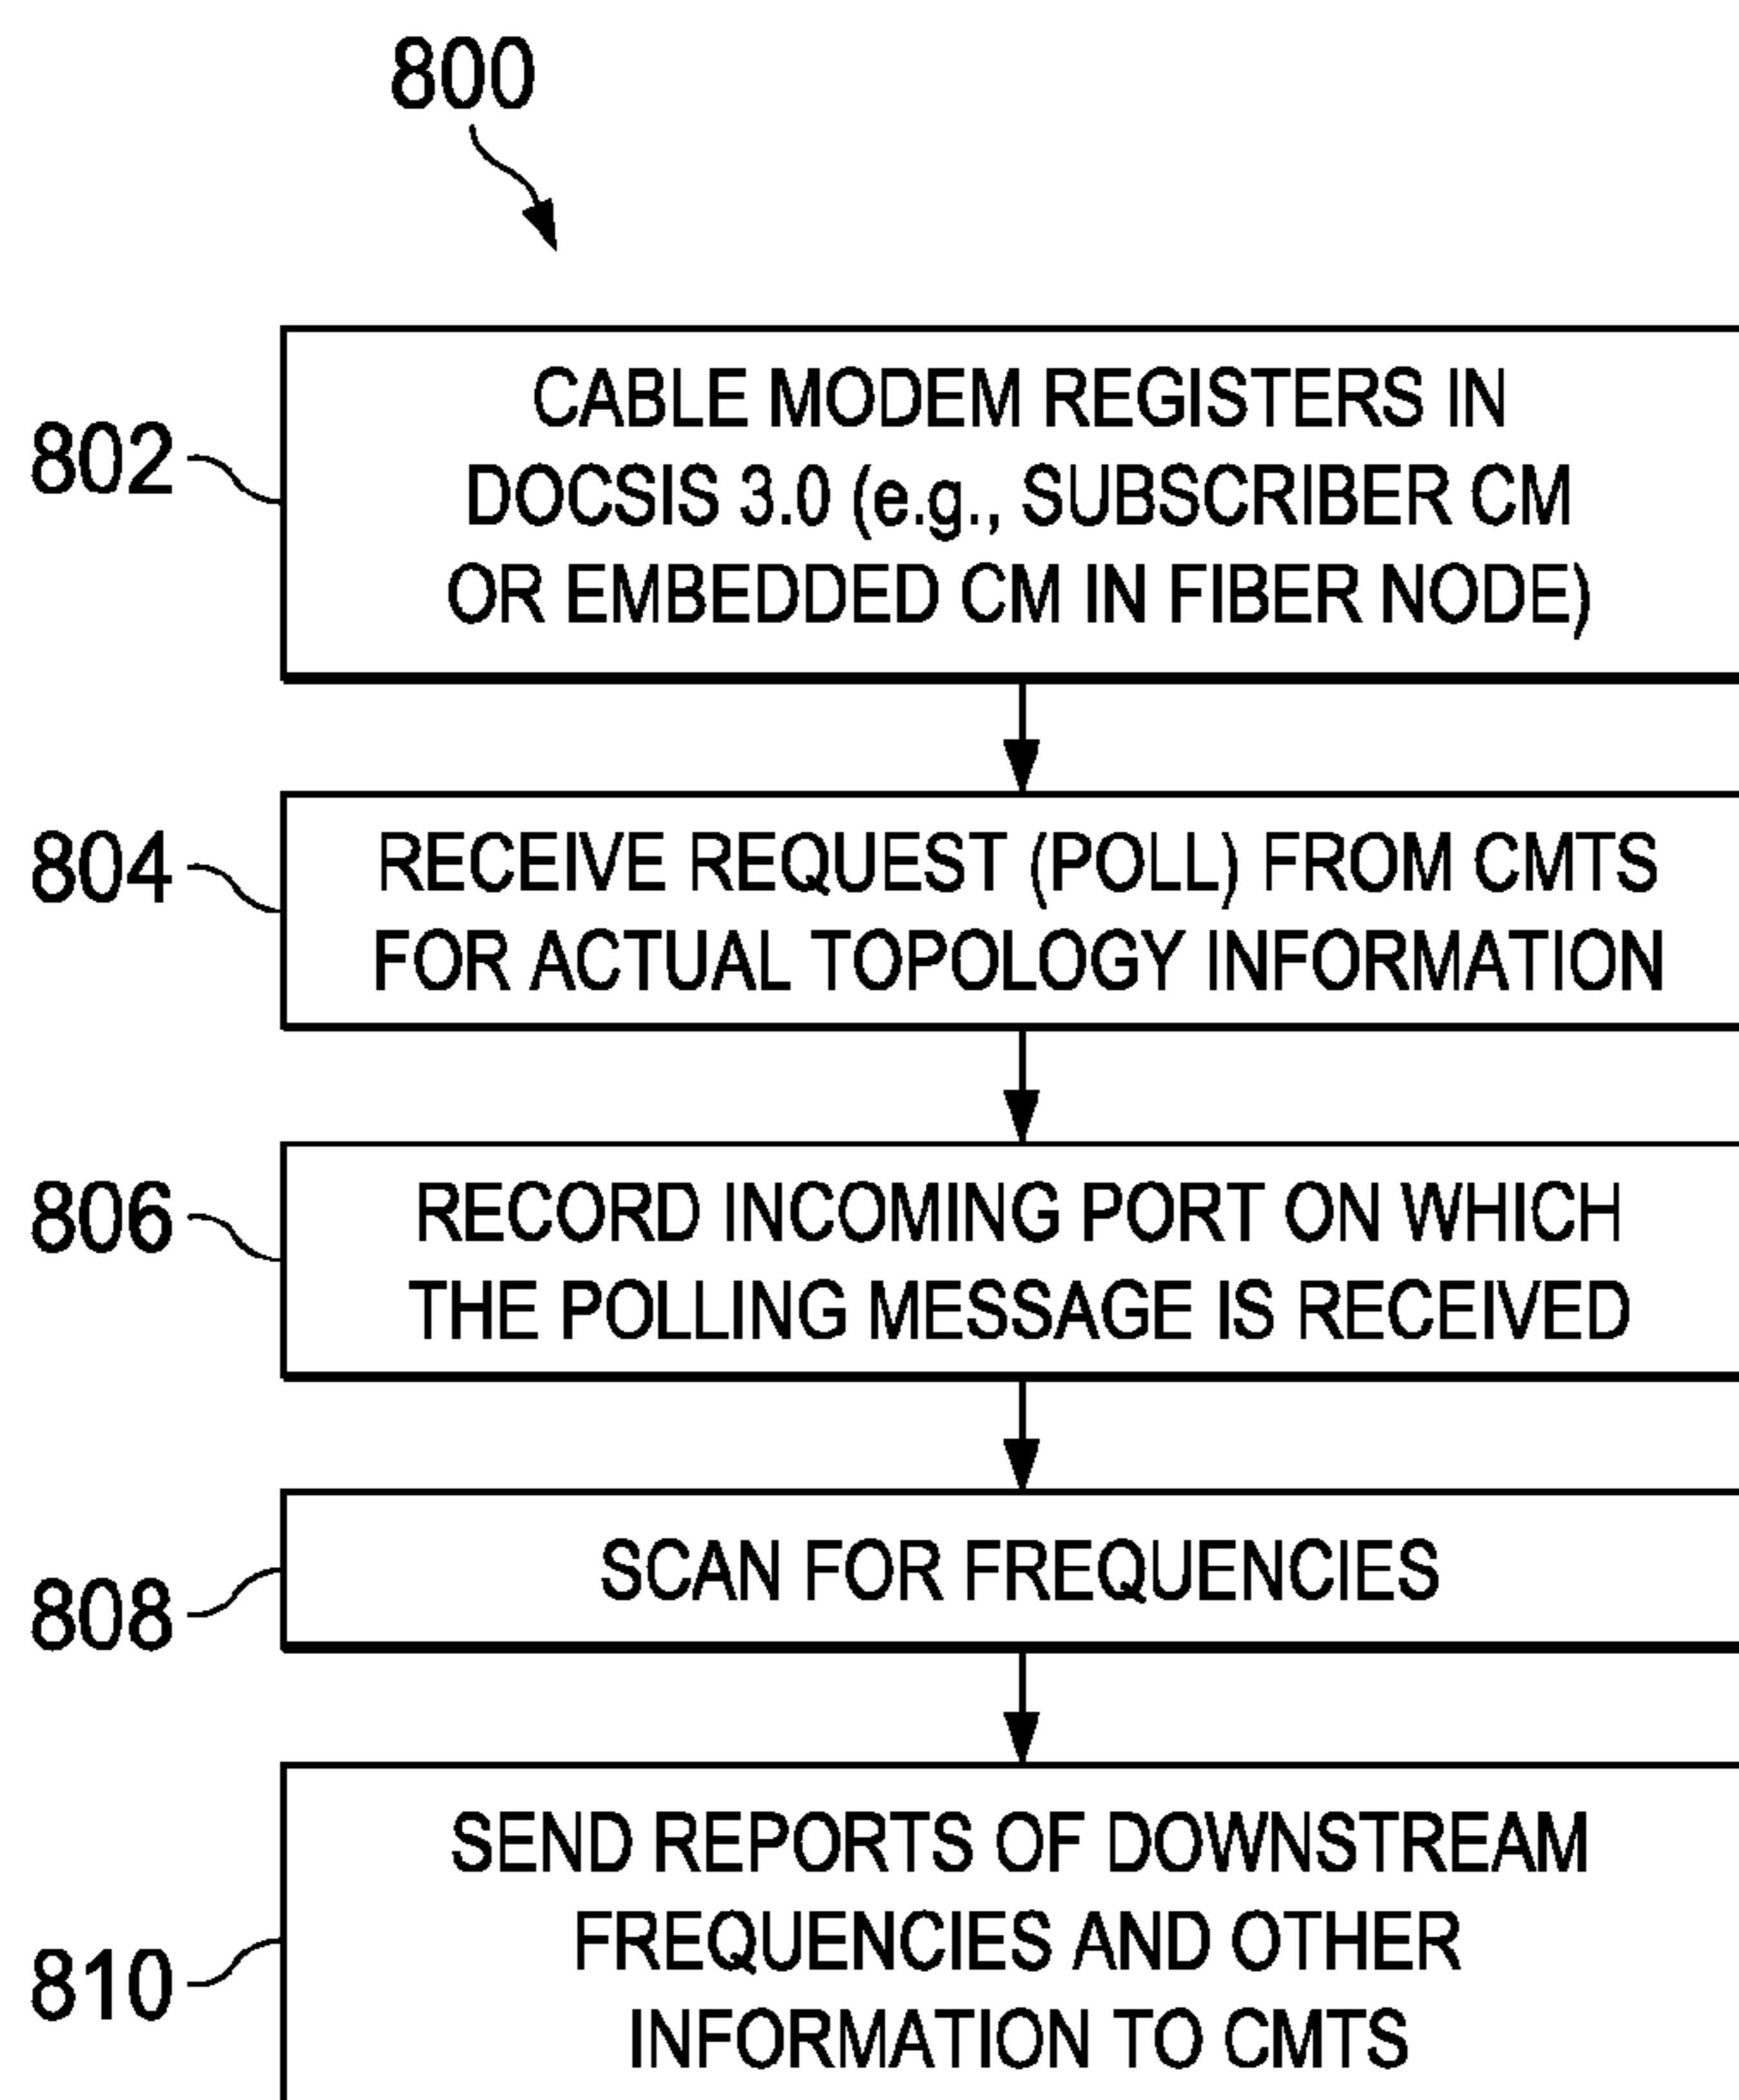 800
802
CABLE MODEM REGISTERS IN
DOCSIS 3.0 (e.g., SUBSCRIBER CM
OR EMBEDDED CM IN FIBER NODE)
804
RECEIVE REQUEST (POLL) FROM CMTS
FOR ACTUAL TOPOLOGY INFORMATION
806
RECORD INCOMING PORT ON WHICH
THE POLLING MESSAGE IS RECEIVED
808
SCAN FOR FREQUENCIES
810
SEND REPORTS OF DOWNSTREAM
FREQUENCIES AND OTHER
INFORMATION TO CMTS